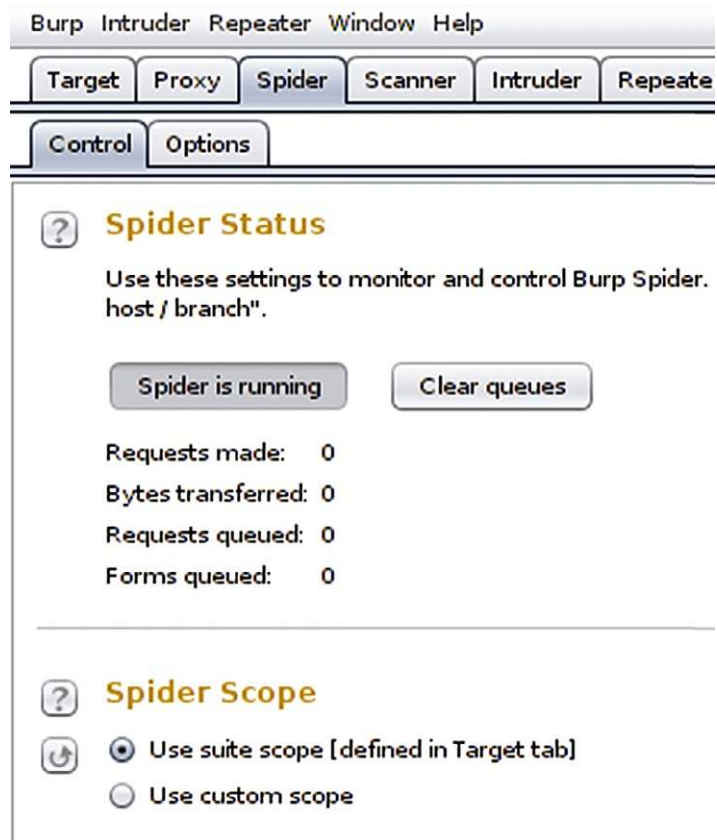 Burp Intruder Repeater Window Help
Target Proxy Spider Scanner Intruder Repeate
Control Options
? Spider Status
Use these settings to monitor and control Burp Spider.
host / branch".
Spider is running Clear queues
Requests made: 0
Bytes transferred: 0
Requests queued: 0
Forms queued: 0
? Spider Scope
Use suite scope [defined in Target tab]
Use custom scope